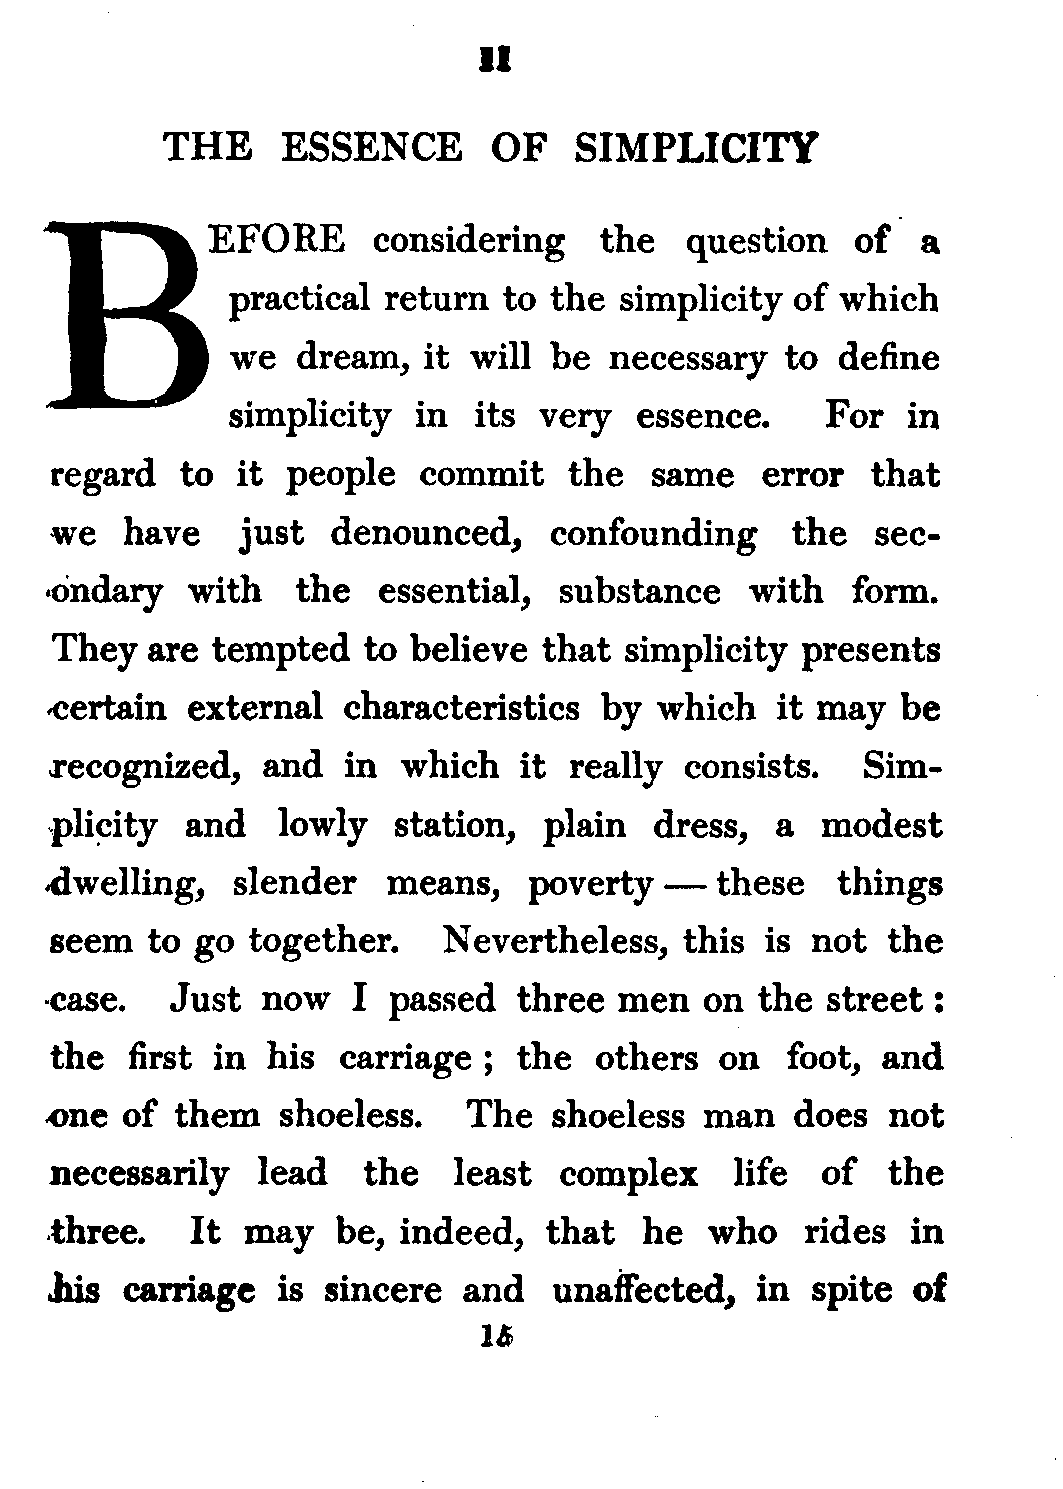 II
THE ESSENCE OF SIMPLICITY
BEFORE considering the question of a
practical return to the simplicity of which
we dream, it will be necessary to define
simplicity in its very essence. For in
regard to it people commit the same error that
we have just denounced, confounding the sec-
ondary with the essential, substance with form.
They are tempted to believe that simplicity presents
certain external characteristics by which it may be
recognized, and in which it really consists. Sim-
plicity and lowly station, plain dress, a modest
dwelling, slender means, poverty — these things
seem to go together. Nevertheless, this is not the
case. Just now I passed three men on the street :
the first in his carriage ; the others on foot, and
one of them shoeless. The shoeless man does not
necessarily lead the least complex life of the
three. It may be, indeed, that he who rides in
his carriage is sincere and unaffected, in spite of
15